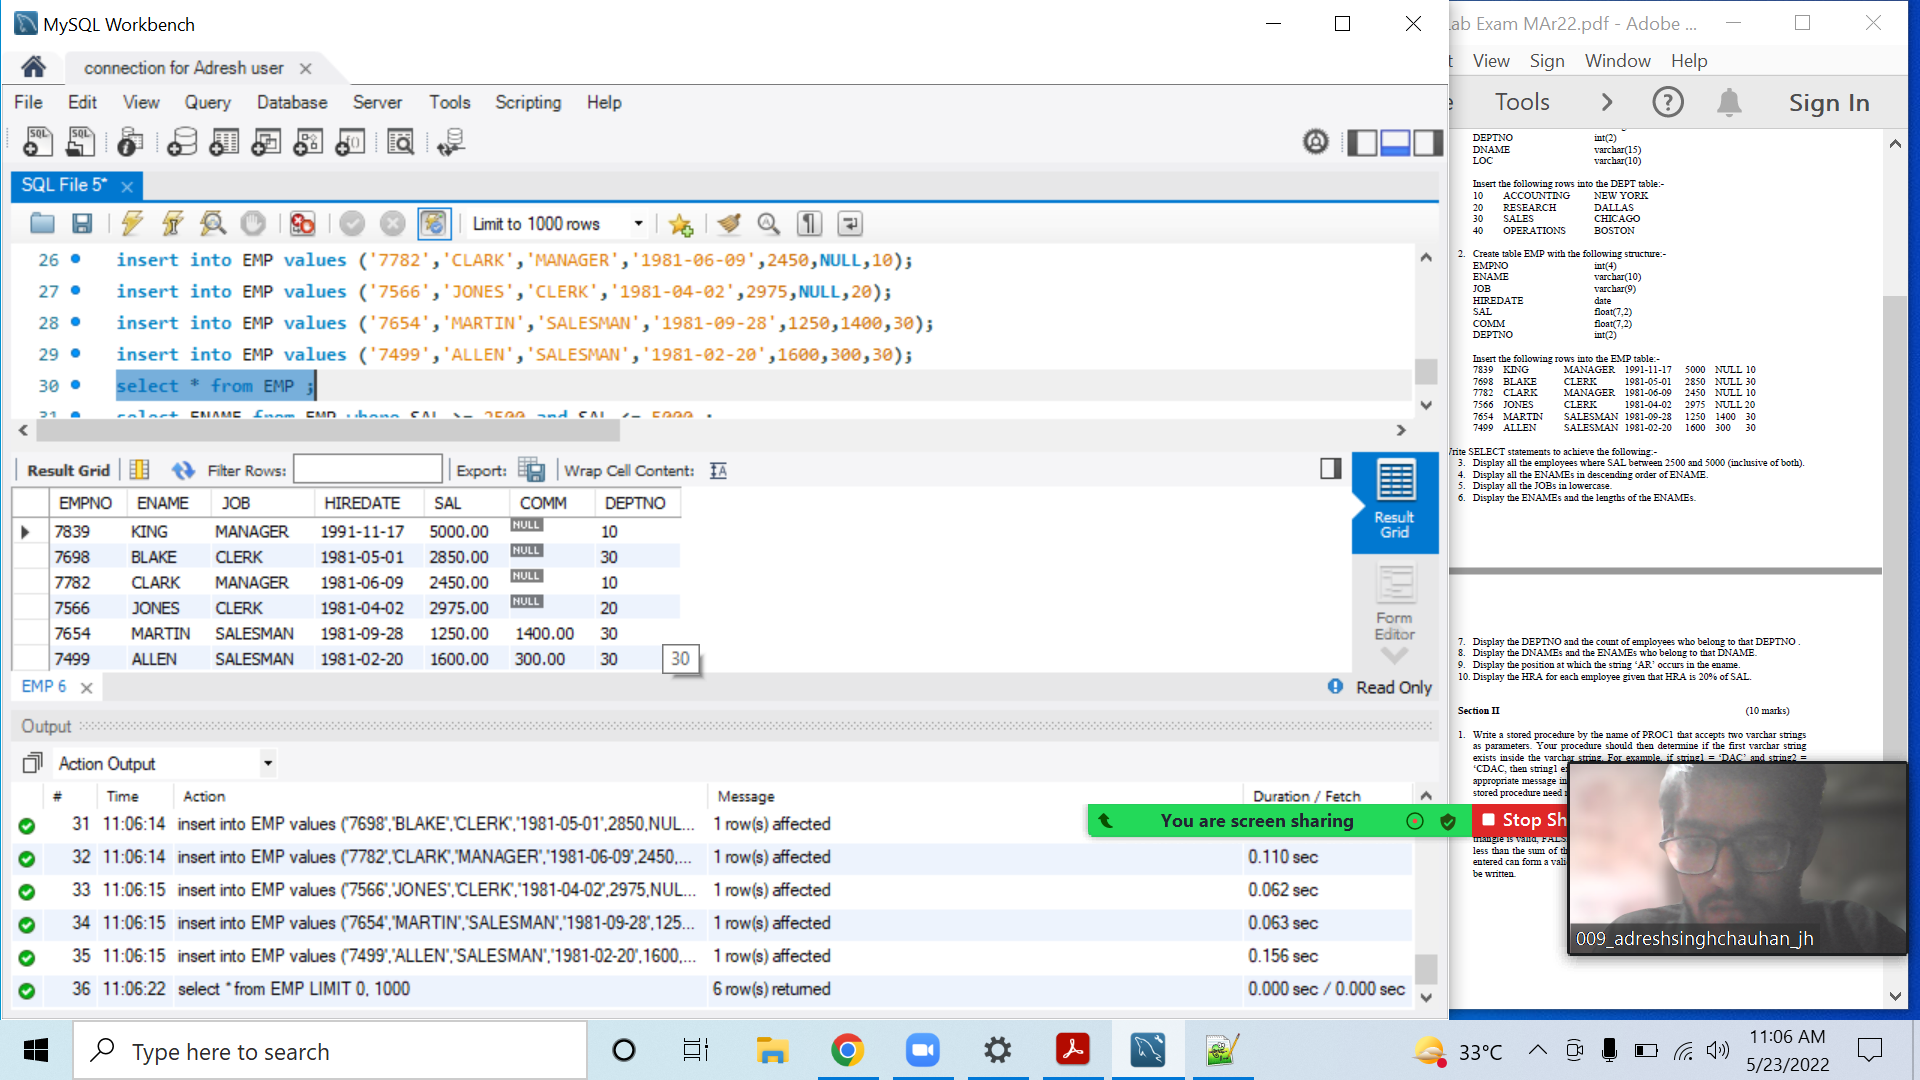 MySQL Workbench
connection for Adresh user
File Edit View Query Database Server Tools Scripting Help
SQL File 5*
Limit to 1000 rows
26 insert into EMP values ('7782','CLARK','MANAGER','1981-06-09',2450,NULL,10);
27 insert into EMP values ('7566','JONES','CLERK','1981-04-02',2975,NULL,20);
28 insert into EMP values ('7654','MARTIN','SALESMAN','1981-09-28',1250,1400,30);
29 insert into EMP values ('7499','ALLEN','SALESMAN','1981-02-20',1600,300,30);
30 select * from EMP ;
31 select ENAME from EMP where SAL >= 2500 and SAL <= 5000 ;
Result Grid Filter Rows: Export: Wrap Cell Content:
EMPNO ENAME JOB HIREDATE SAL COMM DEPTNO
7839 KING MANAGER 1991-11-17 5000.00 NULL 10
7698 BLAKE CLERK 1981-05-01 2850.00 NULL 30
7782 CLARK MANAGER 1981-06-09 2450.00 NULL 10
7566 JONES CLERK 1981-04-02 2975.00 NULL 20
7654 MARTIN SALESMAN 1981-09-28 1250.00 1400.00 30
7499 ALLEN SALESMAN 1981-02-20 1600.00 300.00 30
30
Result
Grid
Form
Editor
EMP 6
Read Only
Output
Action Output
# Time Action Message Duration / Fetch
31 11:06:14 insert into EMP values ('7698','BLAKE','CLERK','1981-05-01',2850,NUL... 1 row(s) affected
32 11:06:14 insert into EMP values ('7782','CLARK','MANAGER','1981-06-09',2450,... 1 row(s) affected 0.110 sec
33 11:06:15 insert into EMP values ('7566','JONES','CLERK','1981-04-02',2975,NUL... 1 row(s) affected 0.062 sec
34 11:06:15 insert into EMP values ('7654','MARTIN','SALESMAN','1981-09-28',125... 1 row(s) affected 0.063 sec
35 11:06:15 insert into EMP values ('7499','ALLEN','SALESMAN','1981-02-20',1600,... 1 row(s) affected 0.156 sec
36 11:06:22 select * from EMP LIMIT 0, 1000 6 row(s) returned 0.000 sec / 0.000 sec
You are screen sharing
Stop Sh
ab Exam MAr22.pdf - Adobe ...
View Sign Window Help
Tools Sign In
DEPTNO int(2)
DNAME varchar(15)
LOC varchar(10)
Insert the following rows into the DEPT table:-
10 ACCOUNTING NEW YORK
20 RESEARCH DALLAS
30 SALES CHICAGO
40 OPERATIONS BOSTON
2. Create table EMP with the following structure:-
EMPNO int(4)
ENAME varchar(10)
JOB varchar(9)
HIREDATE date
SAL float(7,2)
COMM float(7,2)
DEPTNO int(2)
Insert the following rows into the EMP table:-
7839 KING MANAGER 1991-11-17 5000 NULL 10
7698 BLAKE CLERK 1981-05-01 2850 NULL 30
7782 CLARK MANAGER 1981-06-09 2450 NULL 10
7566 JONES CLERK 1981-04-02 2975 NULL 20
7654 MARTIN SALESMAN 1981-09-28 1250 1400 30
7499 ALLEN SALESMAN 1981-02-20 1600 300 30
rite SELECT statements to achieve the following:-
3. Display all the employees where SAL between 2500 and 5000 (inclusive of both).
4. Display all the ENAMEs in descending order of ENAME.
5. Display all the JOBs in lowercase.
6. Display the ENAMEs and the lengths of the ENAMEs.
7. Display the DEPTNO and the count of employees who belong to that DEPTNO .
8. Display the DNAMEs and the ENAMEs who belong to that DNAME.
9. Display the position at which the string ‘AR’ occurs in the ename.
10. Display the HRA for each employee given that HRA is 20% of SAL.
Section II (10 marks)
1. Write a stored procedure by the name of PROC1 that accepts two varchar strings
as parameters. Your procedure should then determine if the first varchar string
exists inside the varchar string. For example, if string1 = ‘DAC’ and string2 =
‘CDAC, then string1 ex
appropriate message in
stored procedure need n
triangle is valid, FALS
less than the sum of th
entered can form a vali
be written.
009_adreshsinghchauhan_jh
Type here to search
33°C
11:06 AM
5/23/2022